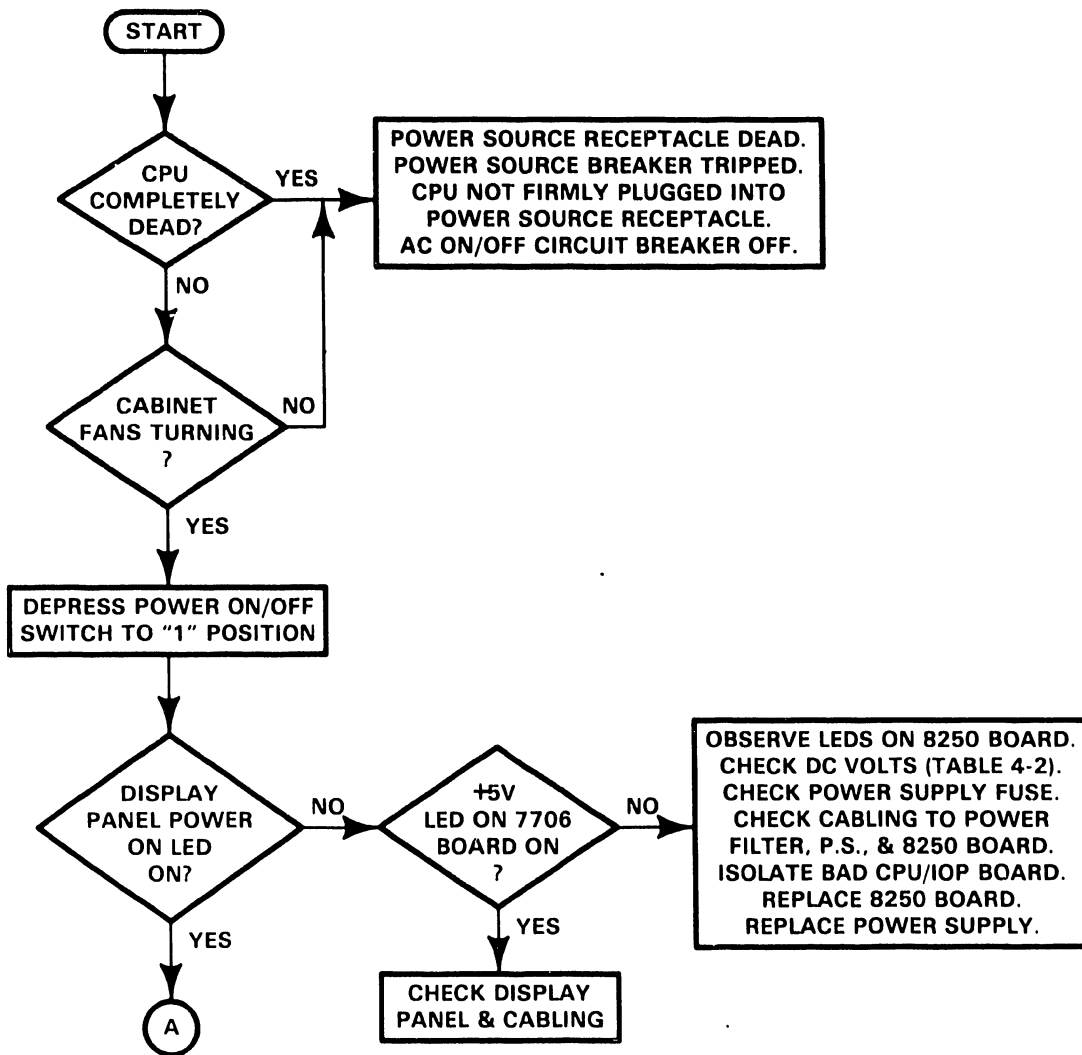 START
CPU
COMPLETELY
DEAD?
YES
POWER SOURCE RECEPTACLE DEAD.
POWER SOURCE BREAKER TRIPPED.
CPU NOT FIRMLY PLUGGED INTO
POWER SOURCE RECEPTACLE.
AC ON/OFF CIRCUIT BREAKER OFF.
NO
CABINET
FANS TURNING
?
NO
YES
DEPRESS POWER ON/OFF
SWITCH TO "1" POSITION
DISPLAY
PANEL POWER
ON LED
ON?
NO
+5V
LED ON 7706
BOARD ON
?
NO
OBSERVE LEDS ON 8250 BOARD.
CHECK DC VOLTS (TABLE 4-2).
CHECK POWER SUPPLY FUSE.
CHECK CABLING TO POWER
FILTER, P.S., & 8250 BOARD.
ISOLATE BAD CPU/IOP BOARD.
REPLACE 8250 BOARD.
REPLACE POWER SUPPLY.
YES
YES
CHECK DISPLAY
PANEL & CABLING
A